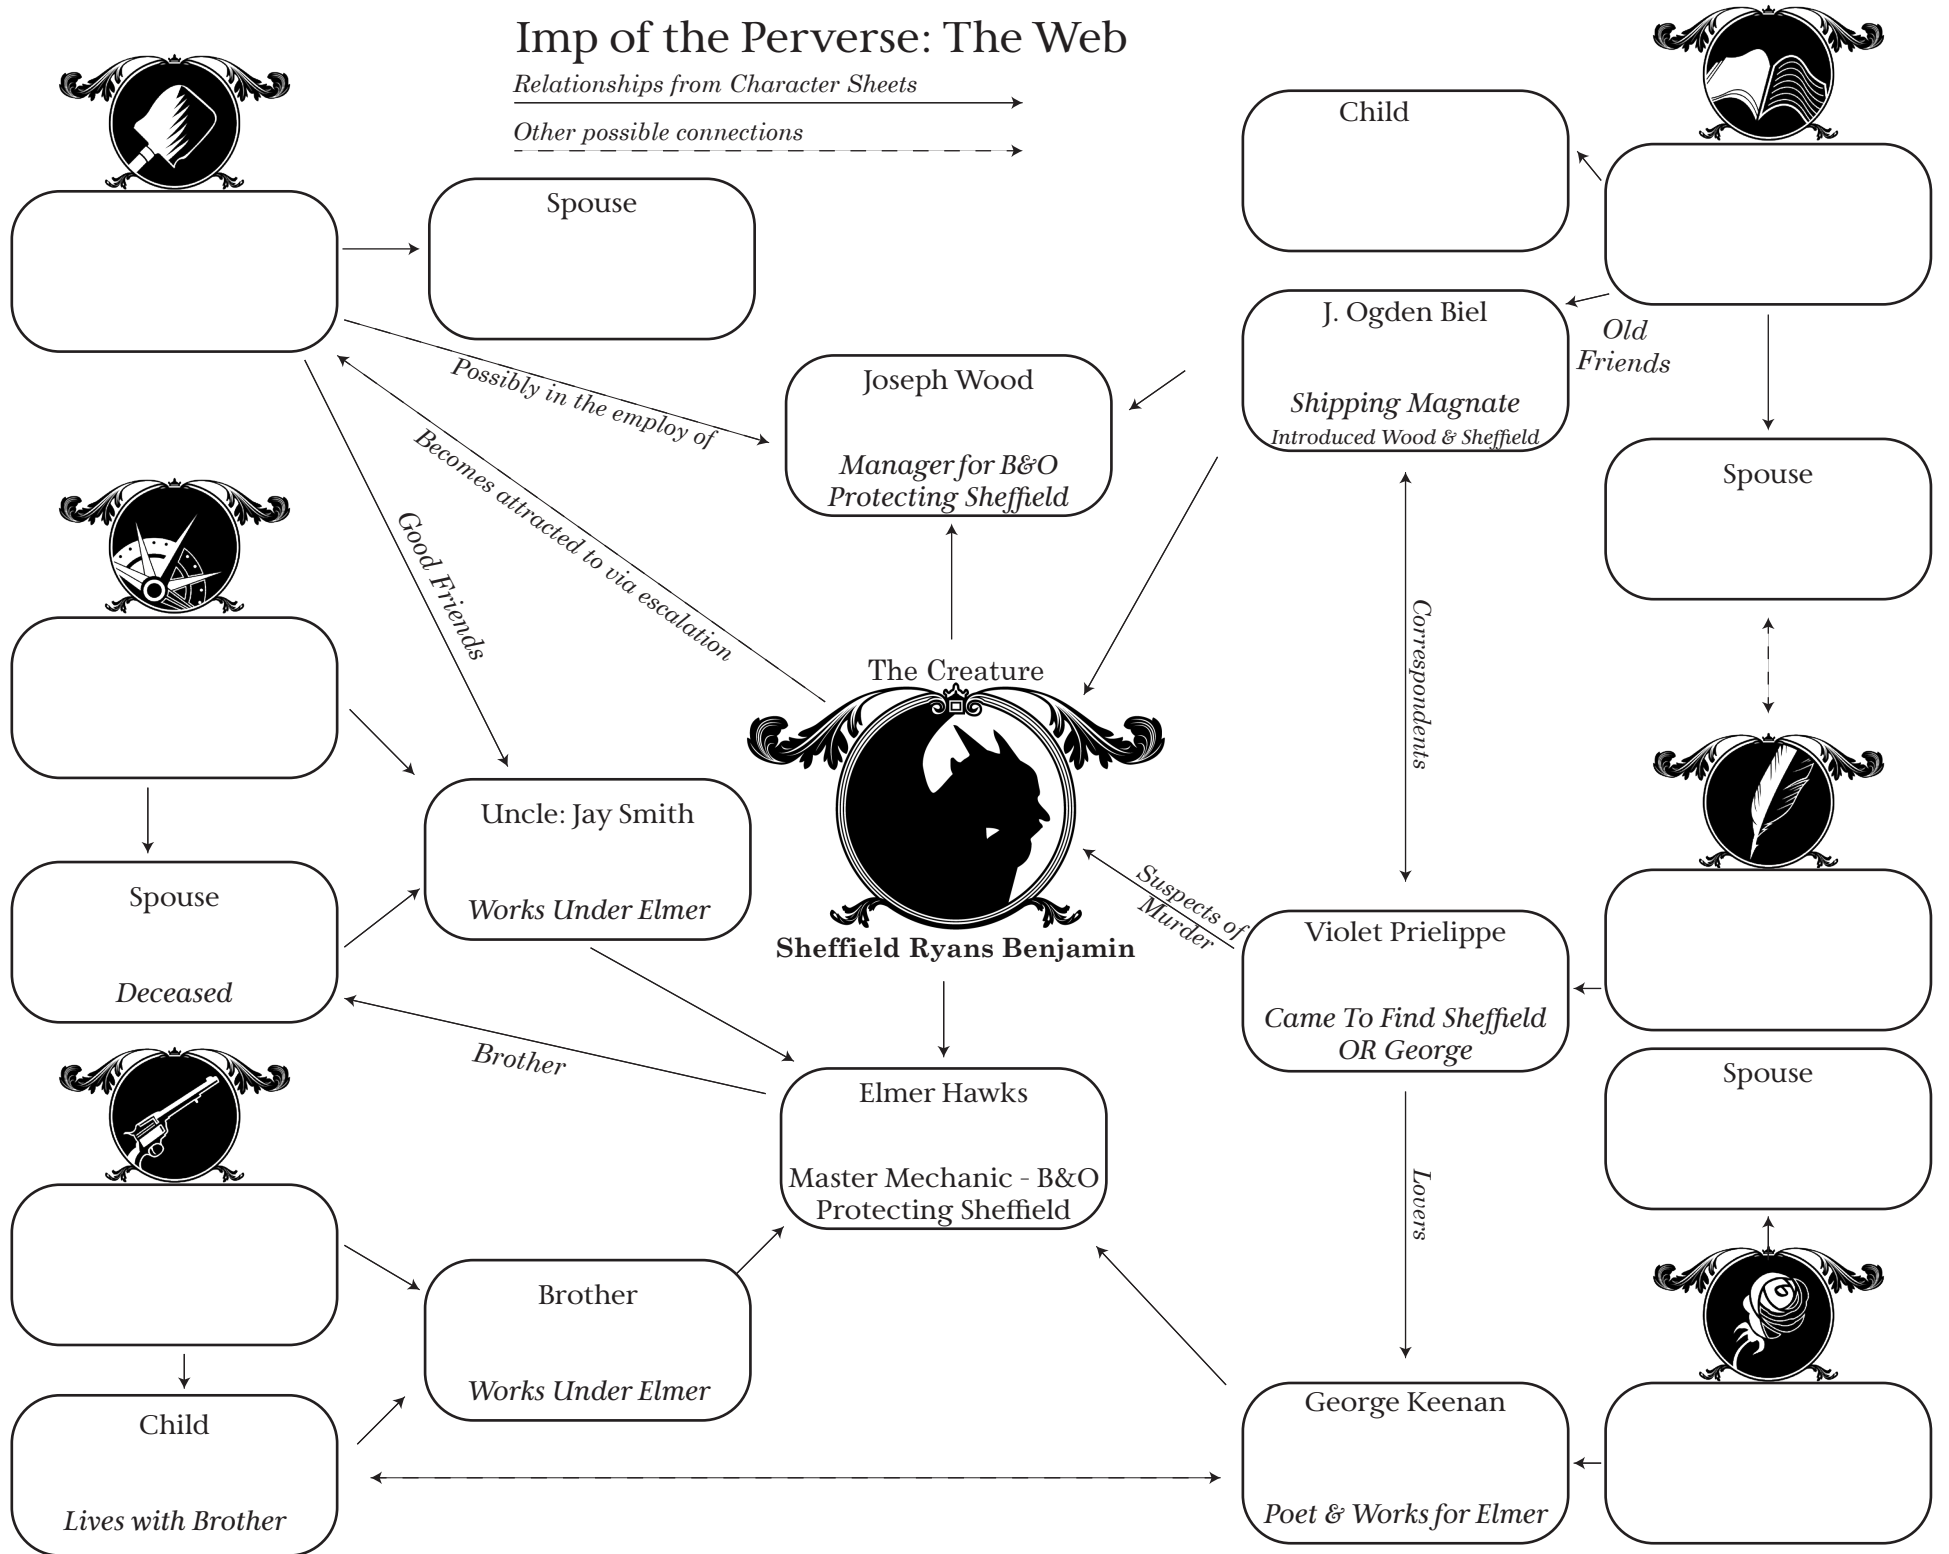 Imp of the Perverse: The Web
Relationships from Character Sheets
Other possible connections
Child
Spouse
J. Ogden Biel
Shipping Magnate
Introduced Wood & Sheffield
Old
Friends
Joseph Wood
Manager for B&O
Protecting Sheffield
Possibly in the employ of
Becomes attracted to via escalation
Good Friends
Spouse
Correspondents
The Creature
Sheffield Ryans Benjamin
Uncle: Jay Smith
Works Under Elmer
Spouse
Deceased
Suspects of
Murder
Violet Prielippe
Came To Find Sheffield
OR George
Brother
Elmer Hawks
Master Mechanic - B&O
Protecting Sheffield
Spouse
Lovers
Brother
Works Under Elmer
Child
Lives with Brother
George Keenan
Poet & Works for Elmer